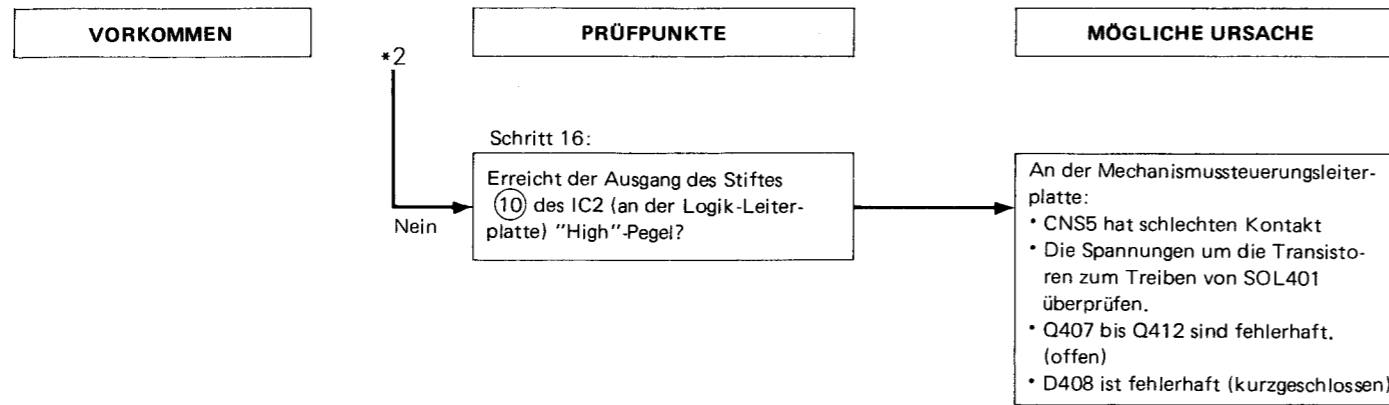 VORKOMMEN
PRÜFPUNKTE
MÖGLICHE URSACHE
*2
Nein
Schritt 16:
Erreicht der Ausgang des Stiftes
⑩ des IC2 (an der Logik-Leiter-
platte) "High"-Pegel?
An der Mechanismussteuerungsleiter-
platte:
• CNS5 hat schlechten Kontakt
• Die Spannungen um die Transisto-
ren zum Treiben von SOL401
überprüfen.
• Q407 bis Q412 sind fehlerhaft.
(offen)
• D408 ist fehlerhaft (kurzgeschlossen)